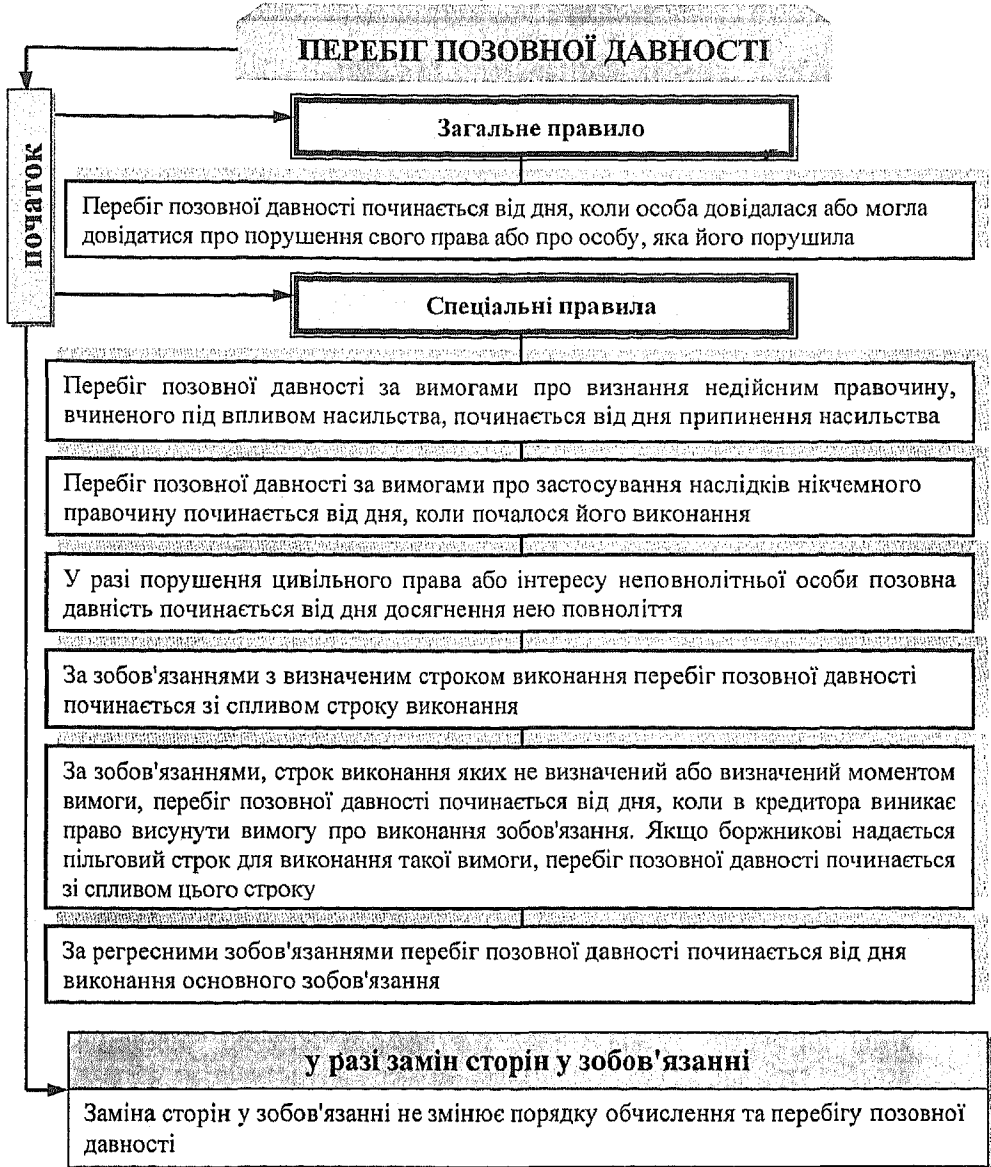 ПЕРЕБІГ ПОЗОВНОЇ ДАВНОСТІ
початок
Загальне правило
Перебіг позовної давності починається від дня, коли особа довідалася або могла
довідатися про порушення свого права або про особу, яка його порушила
Спеціальні правила
Перебіг позовної давності за вимогами про визнання недійсним правочину,
вчиненого під впливом насильства, починається від дня припинення насильства
Перебіг позовної давності за вимогами про застосування наслідків нікчемного
правочину починається від дня, коли почалося його виконання
У разі порушення цивільного права або інтересу неповнолітньої особи позовна
давність починається від дня досягнення нею повноліття
За зобов'язаннями з визначеним строком виконання перебіг позовної давності
починається зі спливом строку виконання
За зобов'язаннями, строк виконання яких не визначений або визначений моментом
вимоги, перебіг позовної давності починається від дня, коли в кредитора виникає
право висунути вимогу про виконання зобов'язання. Якщо боржникові надається
пільговий строк для виконання такої вимоги, перебіг позовної давності починається
зі спливом цього строку
За регресними зобов'язаннями перебіг позовної давності починається від дня
виконання основного зобов'язання
у разі замін сторін у зобов'язанні
Заміна сторін у зобов'язанні не змінює порядку обчислення та перебігу позовної
давності